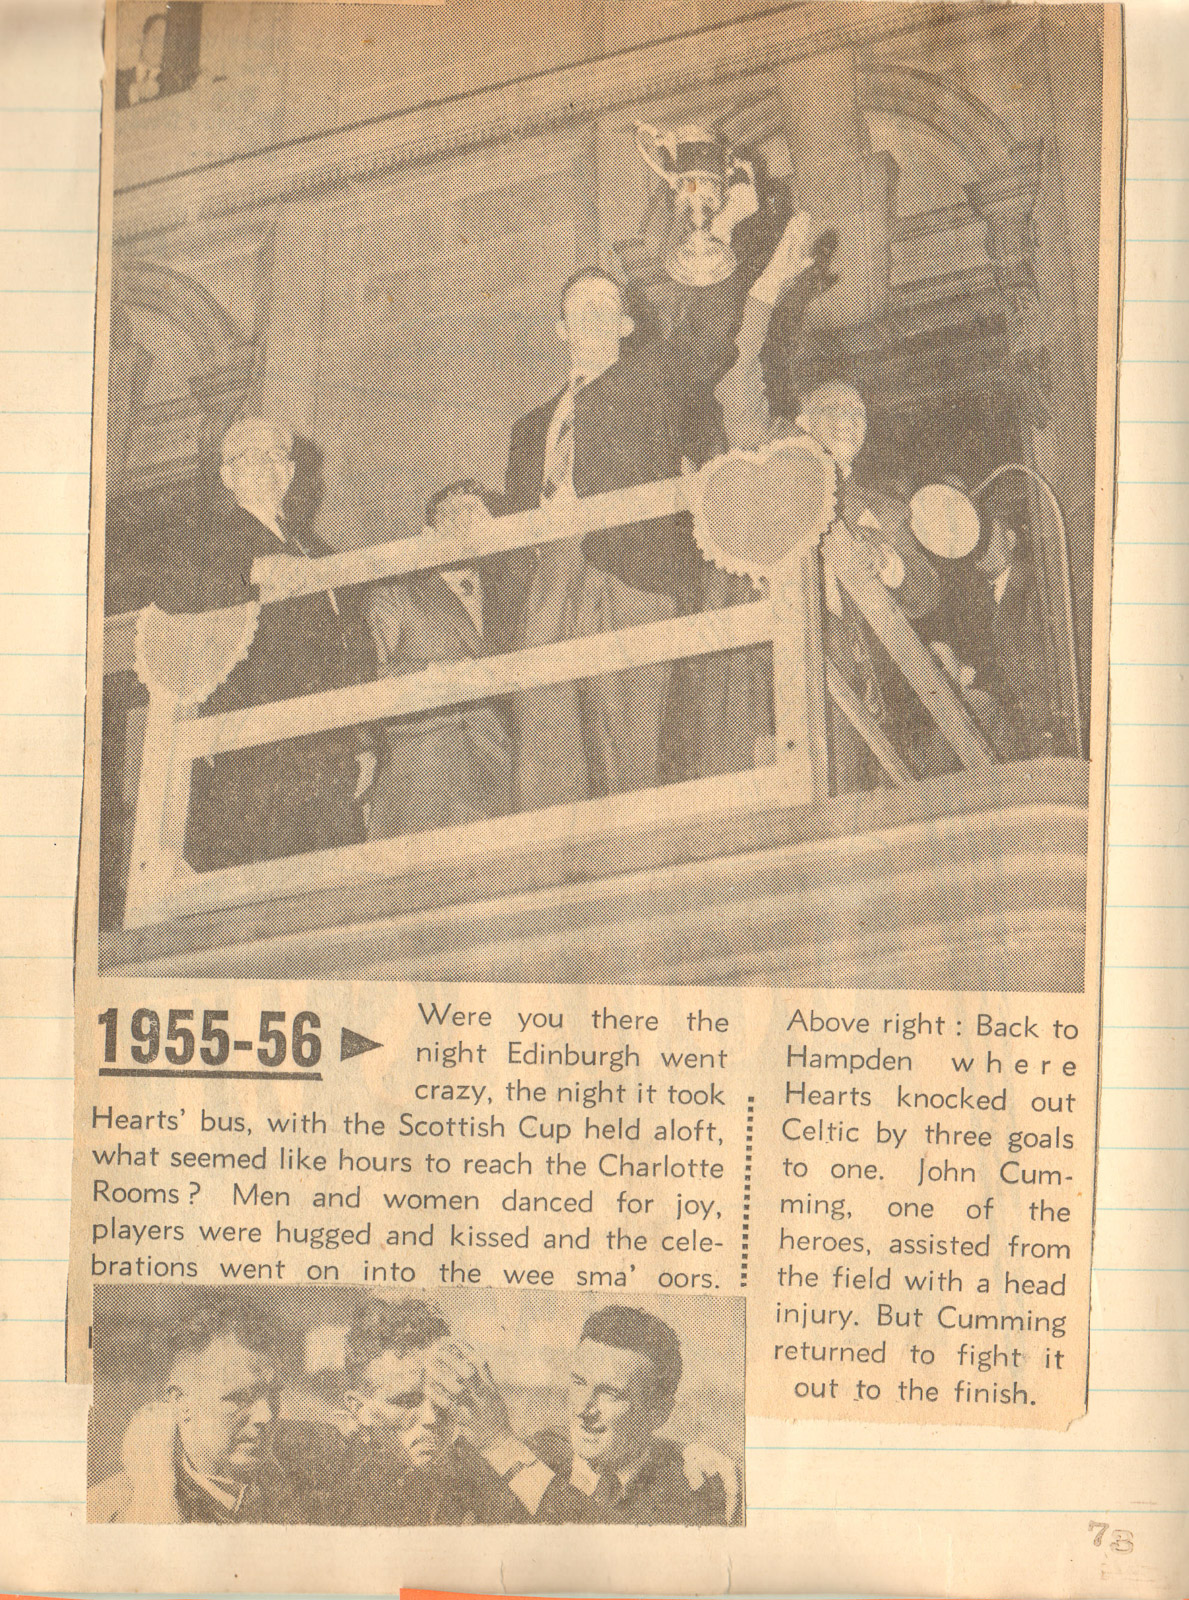 1955-56
Were you there the
night Edinburgh went
crazy, the night it took
Hearts' bus, with the Scottish Cup held aloft,
what seemed like hours to reach the Charlotte
Rooms? Men and women danced for joy,
players were hugged and kissed and the cele-
brations went on into the wee sma' oors.
Above right : Back to
Hampden where
Hearts knocked out
Celtic by three goals
to one. John Cum-
ming, one of the
heroes, assisted from
the field with a head
injury. But Cumming
returned to fight it
out to the finish.
73